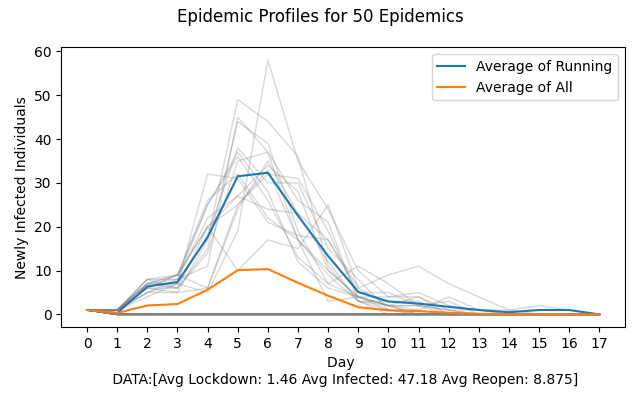 Epidemic Profiles for 50 Epidemics
Newly Infected Individuals
60
50
40
30
20
10
0
Average of Running
Average of All
0 1 2 3 4 5 6 7 8 9 10 11 12 13 14 15 16 17
Day
DATA:[Avg Lockdown: 1.46 Avg Infected: 47.18 Avg Reopen: 8.875]